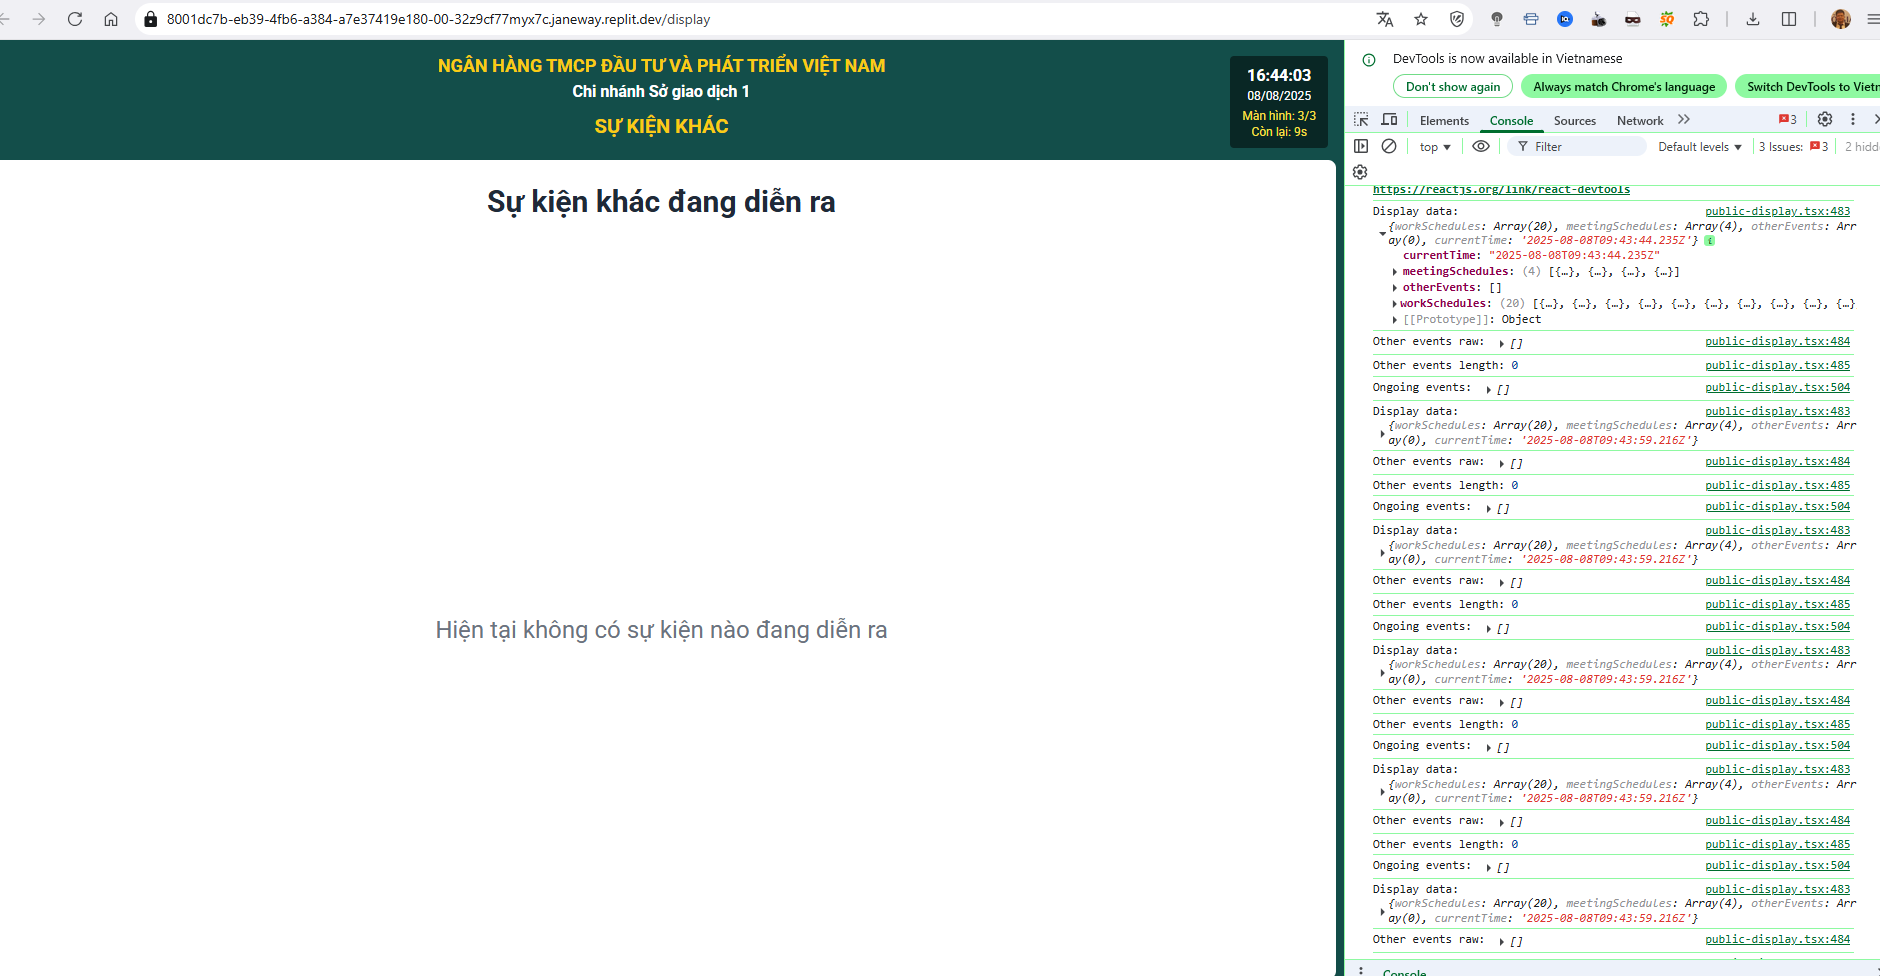 8001dc7b-eb39-4fb6-a384-a7e37419e180-00-32z9cf77myx7c.janeway.replit.dev/display
NGÂN HÀNG TMCP ĐẦU TƯ VÀ PHÁT TRIỂN VIỆT NAM
Chi nhánh Sở giao dịch 1
SỰ KIỆN KHÁC
16:44:03
08/08/2025
Màn hình: 3/3
Còn lại: 9s
Sự kiện khác đang diễn ra
Hiện tại không có sự kiện nào đang diễn ra
DevTools is now available in Vietnamese
Don't show again
Always match Chrome's language
Switch DevTools to Vietn
Elements Console Sources Network 3
top Filter Default levels 3 Issues: 3 2 hidd
https://reactjs.org/link/react-devtools
Display data: public-display.tsx:483
{workSchedules: Array(20), meetingSchedules: Array(4), otherEvents: Arr
ay(0), currentTime: '2025-08-08T09:43:44.235Z'} i
currentTime: "2025-08-08T09:43:44.235Z"
meetingSchedules: (4) [{…}, {…}, {…}, {…}]
otherEvents: []
workSchedules: (20) [{…}, {…}, {…}, {…}, {…}, {…}, {…}, {…}, {…}, {…}
[[Prototype]]: Object
Other events raw: [] public-display.tsx:484
Other events length: 0 public-display.tsx:485
Ongoing events: [] public-display.tsx:504
Display data: public-display.tsx:483
{workSchedules: Array(20), meetingSchedules: Array(4), otherEvents: Arr
ay(0), currentTime: '2025-08-08T09:43:59.216Z'}
Other events raw: [] public-display.tsx:484
Other events length: 0 public-display.tsx:485
Ongoing events: [] public-display.tsx:504
Display data: public-display.tsx:483
{workSchedules: Array(20), meetingSchedules: Array(4), otherEvents: Arr
ay(0), currentTime: '2025-08-08T09:43:59.216Z'}
Other events raw: [] public-display.tsx:484
Other events length: 0 public-display.tsx:485
Ongoing events: [] public-display.tsx:504
Display data: public-display.tsx:483
{workSchedules: Array(20), meetingSchedules: Array(4), otherEvents: Arr
ay(0), currentTime: '2025-08-08T09:43:59.216Z'}
Other events raw: [] public-display.tsx:484
Other events length: 0 public-display.tsx:485
Ongoing events: [] public-display.tsx:504
Display data: public-display.tsx:483
{workSchedules: Array(20), meetingSchedules: Array(4), otherEvents: Arr
ay(0), currentTime: '2025-08-08T09:43:59.216Z'}
Other events raw: [] public-display.tsx:484
Other events length: 0 public-display.tsx:485
Ongoing events: [] public-display.tsx:504
Display data: public-display.tsx:483
{workSchedules: Array(20), meetingSchedules: Array(4), otherEvents: Arr
ay(0), currentTime: '2025-08-08T09:43:59.216Z'}
Other events raw: [] public-display.tsx:484
Console